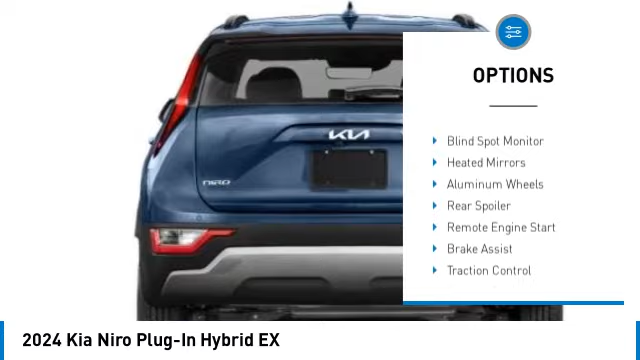 OPTIONS
Blind Spot Monitor
Heated Mirrors
Aluminum Wheels
Rear Spoiler
Remote Engine Start
Brake Assist
Traction Control
KIA
NIRO
2024 Kia Niro Plug-In Hybrid EX